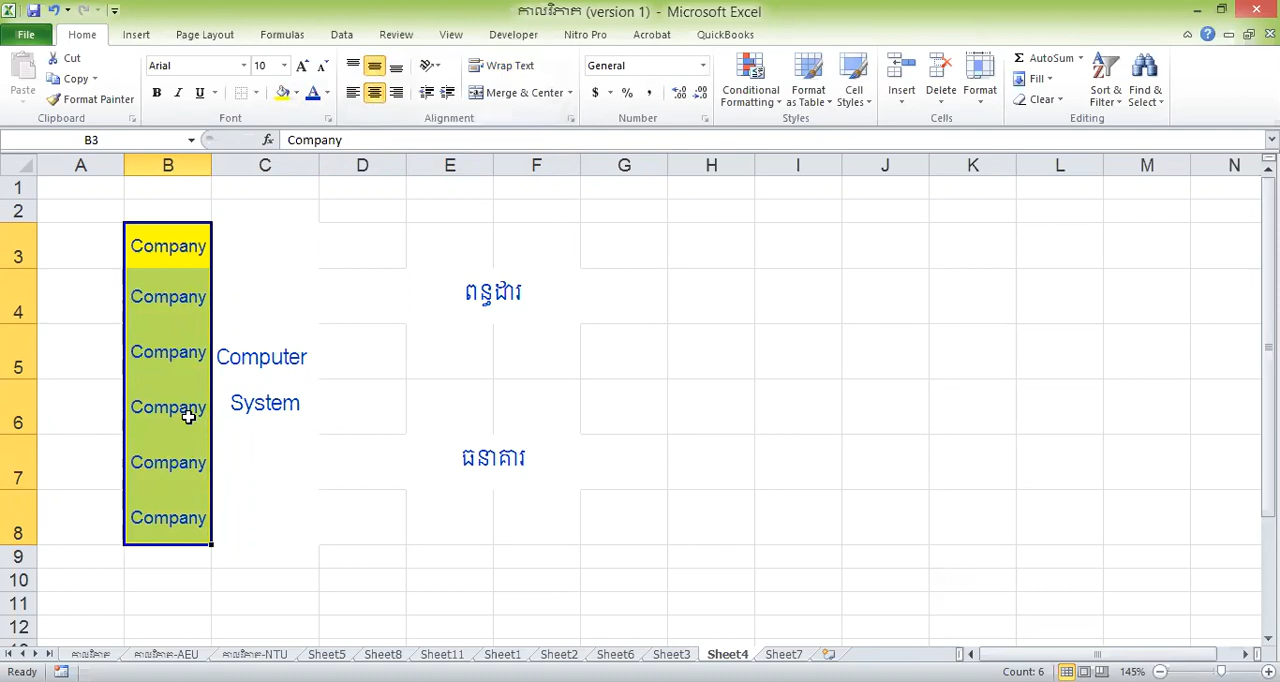 កាលវិភាគ (version 1) - Microsoft Excel
File Home Insert Page Layout Formulas Data Review View Developer Nitro Pro Acrobat QuickBooks
Paste
Cut
Copy
Format Painter
Clipboard
Arial 10
B I U
Font
Wrap Text
Merge & Center
Alignment
General
$ % ,
Number
Conditional Formatting
Format as Table
Cell Styles
Styles
Insert
Delete
Format
Cells
AutoSum
Fill
Clear
Sort & Filter
Find & Select
Editing
B3 fx Company
A B C D E F G H I J K L M N
1
2
3 Company
4 Company ពន្ធដារ
5 Company Computer
6 Company System
7 Company ធនាគារ
8 Company
9
10
11
12
កាលវិភាគ កាលវិភាគ-AEU កាលវិភាគ-NTU Sheet5 Sheet8 Sheet11 Sheet1 Sheet2 Sheet6 Sheet3 Sheet4 Sheet7
Ready Count: 6 145%